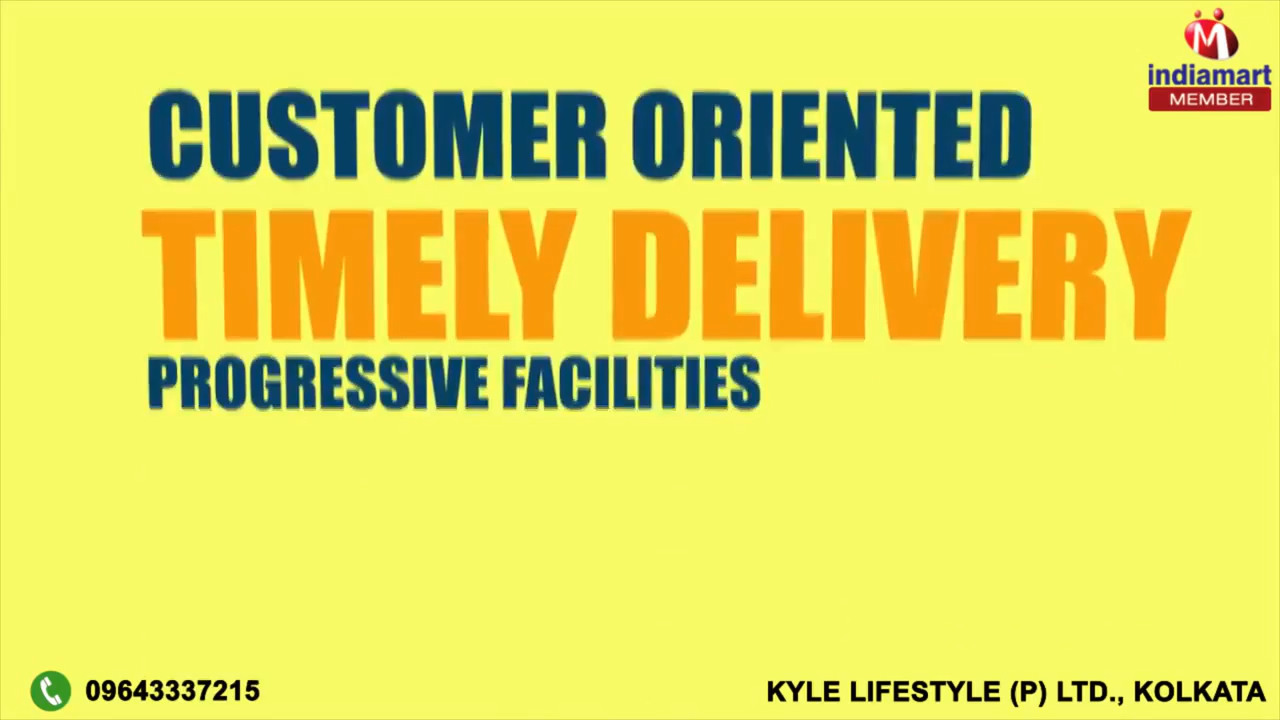 indiamart
MEMBER
CUSTOMER ORIENTED
TIMELY DELIVERY
PROGRESSIVE FACILITIES
09643337215
KYLE LIFESTYLE (P) LTD., KOLKATA